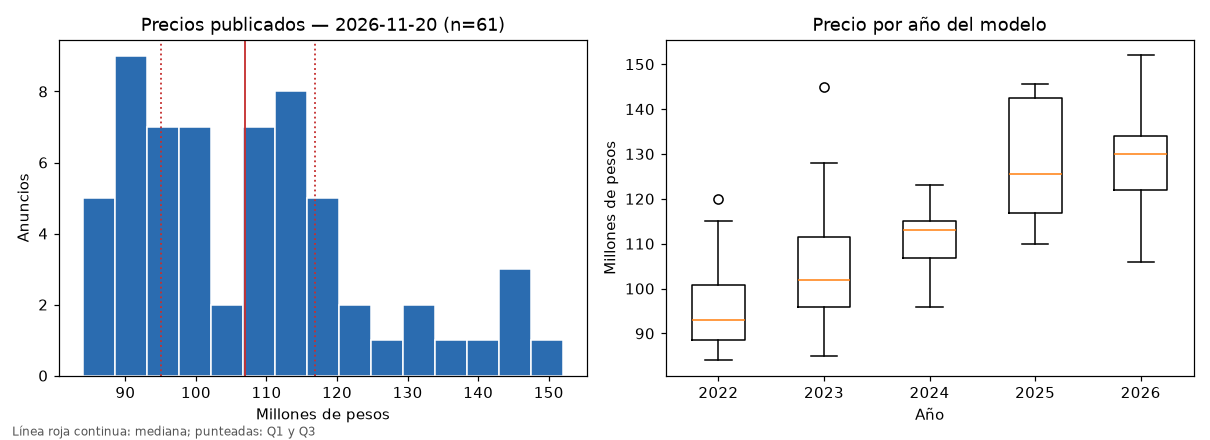 Precios publicados — 2026-11-20 (n=61)
Anuncios
8
6
4
2
0
90 100 110 120 130 140 150
Millones de pesos
Línea roja continua: mediana; punteadas: Q1 y Q3
Precio por año del modelo
Millones de pesos
150
140
130
120
110
100
90
2022 2023 2024 2025 2026
Año